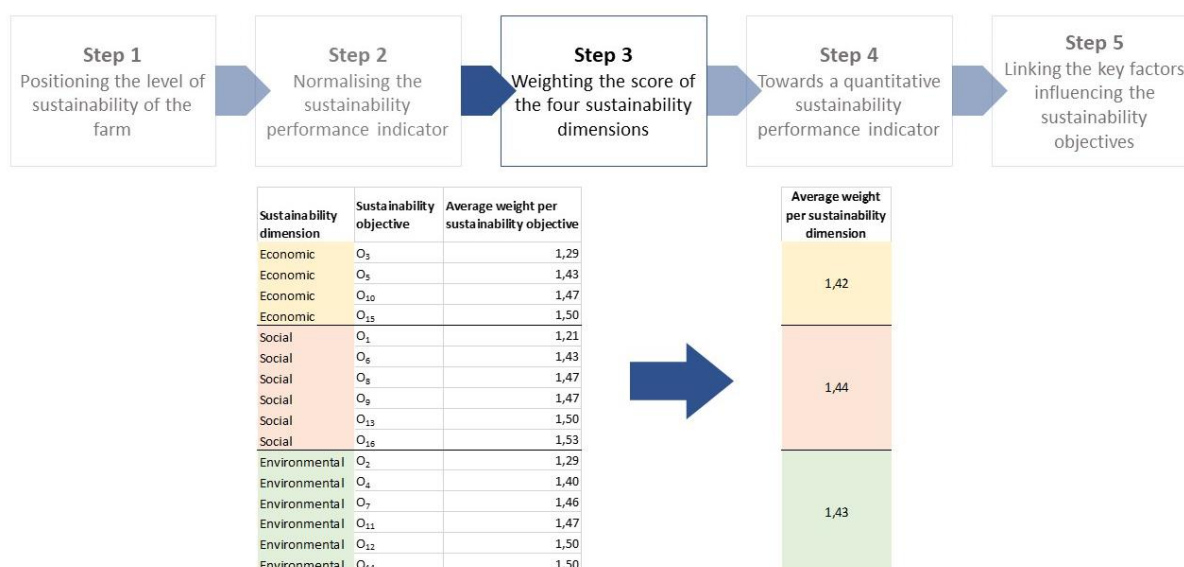 Step 1
Positioning the level of
sustainability of the
farm
Step 2
Normalising the
sustainability
performance indicator
Step 3
Weighting the score of
the four sustainability
dimensions
Step 4
Towards a quantitative
sustainability
performance indicator
Step 5
Linking the key factors
influencing the
sustainability
objectives
Sustainability dimension Sustainability objective Average weight per sustainability objective
Economic O₃ 1,29
Economic O₅ 1,43
Economic O₁₀ 1,47
Economic O₁₅ 1,50
Social O₁ 1,21
Social O₆ 1,43
Social O₈ 1,47
Social O₉ 1,47
Social O₁₃ 1,50
Social O₁₆ 1,53
Environmental O₂ 1,29
Environmental O₄ 1,40
Environmental O₇ 1,46
Environmental O₁₁ 1,47
Environmental O₁₂ 1,50
Environmental 1,50
Average weight
per sustainability
dimension
1,42
1,44
1,43